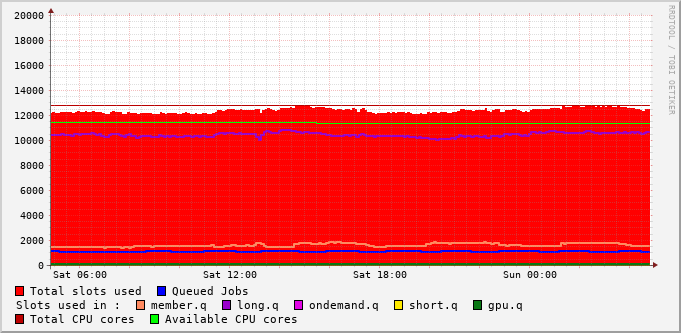 20000
18000
16000
14000
12000
10000
8000
6000
4000
2000
0
Sat 06:00 Sat 12:00 Sat 18:00 Sun 00:00
Total slots used Queued Jobs
Slots used in : member.q long.q ondemand.q short.q gpu.q
Total CPU cores Available CPU cores
RRDTOOL / TOBI OETIKER